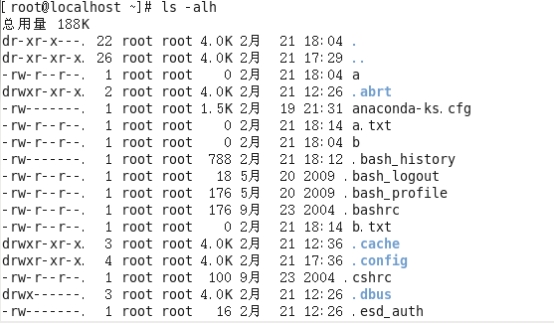 [root@localhost ~]# ls -alh
总用量 188K
dr-xr-x---. 22 root root 4.0K 2月 21 18:04 .
dr-xr-xr-x. 26 root root 4.0K 2月 21 17:29 ..
-rw-r--r--. 1 root root 0 2月 21 18:04 a
drwxr-xr-x. 2 root root 4.0K 2月 21 12:26 .abrt
-rw-------. 1 root root 1.5K 2月 19 21:31 anaconda-ks.cfg
-rw-r--r--. 1 root root 0 2月 21 18:14 a.txt
-rw-r--r--. 1 root root 0 2月 21 18:04 b
-rw-------. 1 root root 788 2月 21 18:12 .bash_history
-rw-r--r--. 1 root root 18 5月 20 2009 .bash_logout
-rw-r--r--. 1 root root 176 5月 20 2009 .bash_profile
-rw-r--r--. 1 root root 176 9月 23 2004 .bashrc
-rw-r--r--. 1 root root 0 2月 21 18:14 b.txt
drwxr-xr-x. 3 root root 4.0K 2月 21 12:36 .cache
drwxr-xr-x. 4 root root 4.0K 2月 21 17:36 .config
-rw-r--r--. 1 root root 100 9月 23 2004 .cshrc
drwx------. 3 root root 4.0K 2月 21 12:26 .dbus
-rw-------. 1 root root 16 2月 21 12:26 .esd_auth